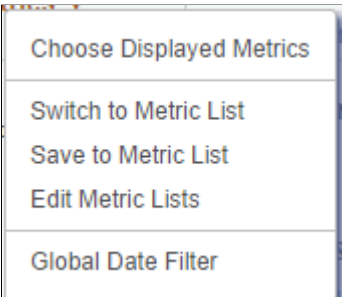 Choose Displayed Metrics
Switch to Metric List
Save to Metric List
Edit Metric Lists
Global Date Filter